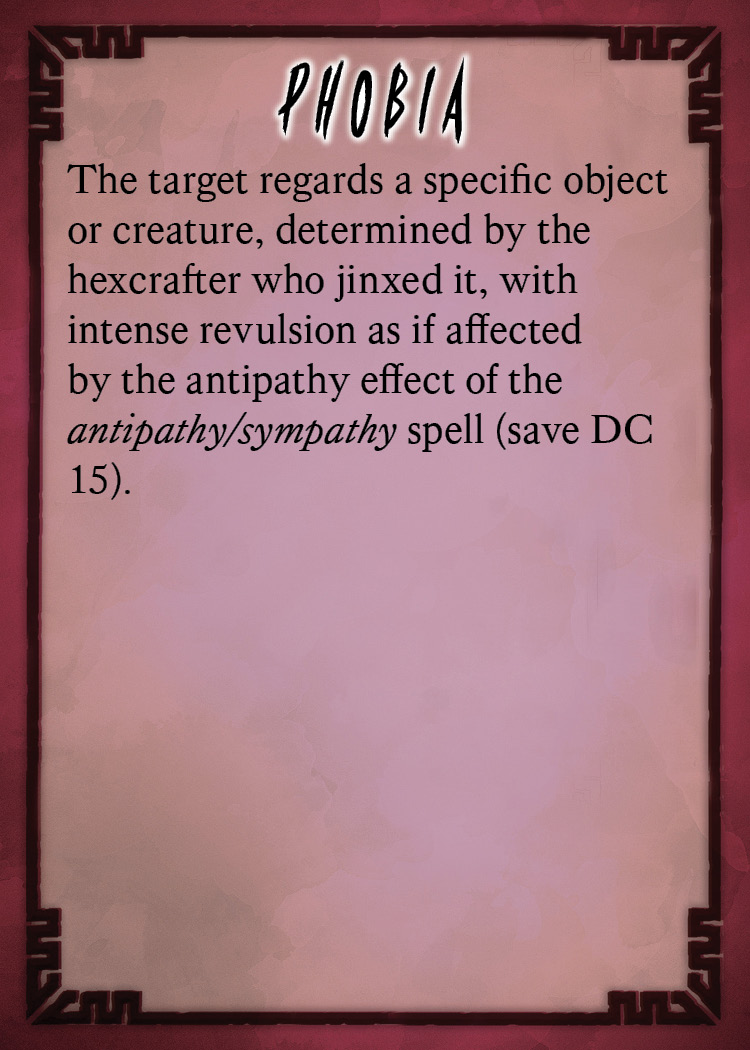 PHOBIA
The target regards a specific object
or creature, determined by the
hexcrafter who jinxed it, with
intense revulsion as if affected
by the antipathy effect of the
antipathy/sympathy spell (save DC
15).